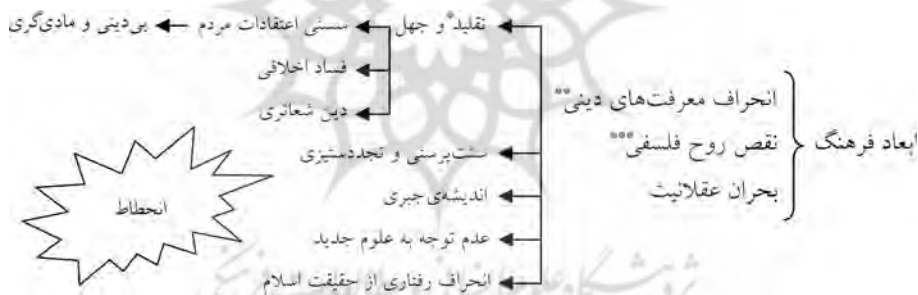 تقلید* و جهل سستی اعتقادات مردم بی‌دینی و مادی‌گری
فساد اخلاقی
دین شعائری
سنت‌پرستی و تجددستیزی
اندیشه‌ی جبری
عدم توجه به علوم جدید
انحراف رفتاری از حقیقت اسلام
ابعاد فرهنگ
انحراف معرفت‌های دینی**
نقص روح فلسفی***
بحران عقلانیت
انحطاط